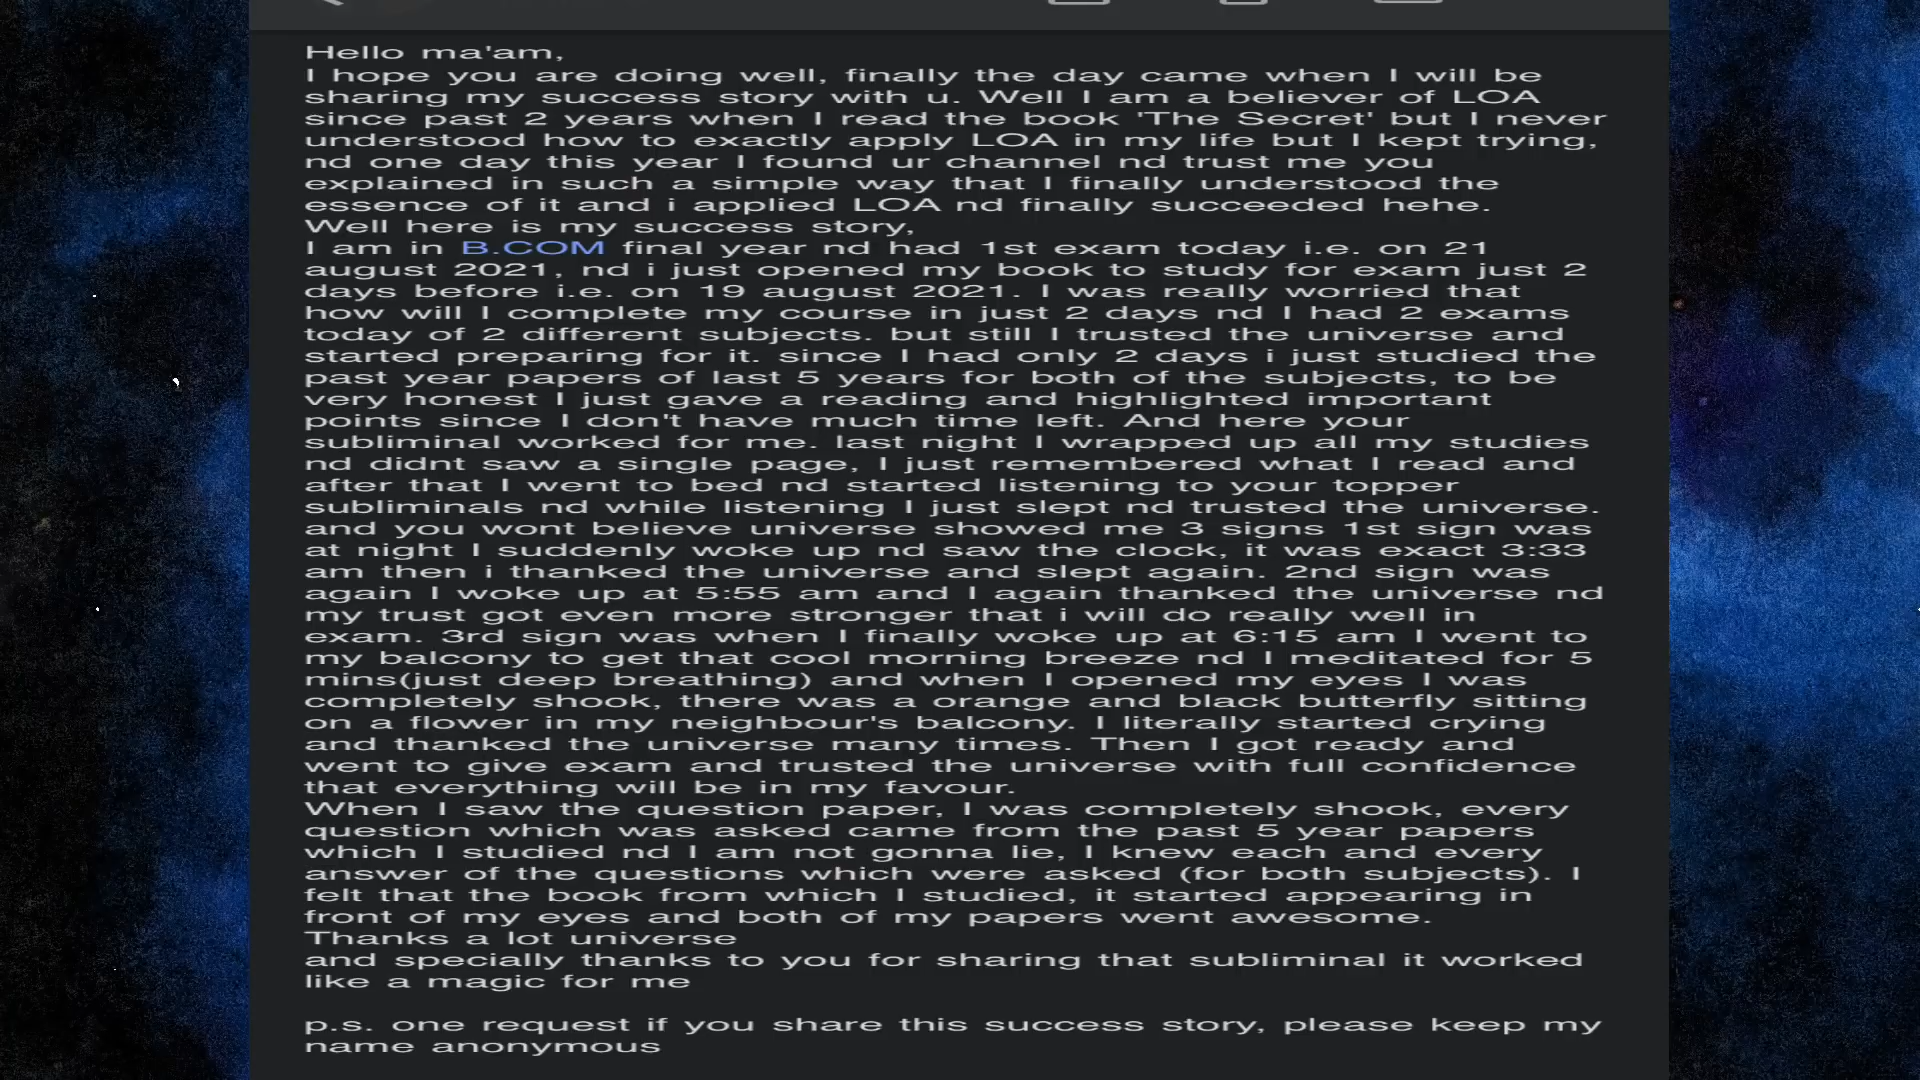 Hello ma'am,
I hope you are doing well, finally the day came when I will be
sharing my success story with u. Well I am a believer of LOA
since past 2 years when I read the book 'The Secret' but I never
understood how to exactly apply LOA in my life but I kept trying,
nd one day this year I found ur channel nd trust me you
explained in such a simple way that I finally understood the
essence of it and i applied LOA nd finally succeeded hehe.
Well here is my success story,
I am in B.COM final year nd had 1st exam today i.e. on 21
august 2021, nd i just opened my book to study for exam just 2
days before i.e. on 19 august 2021. I was really worried that
how will I complete my course in just 2 days nd I had 2 exams
today of 2 different subjects. but still I trusted the universe and
started preparing for it. since I had only 2 days i just studied the
past year papers of last 5 years for both of the subjects, to be
very honest I just gave a reading and highlighted important
points since I don't have much time left. And here your
subliminal worked for me. last night I wrapped up all my studies
nd didnt saw a single page, I just remembered what I read and
after that I went to bed nd started listening to your topper
subliminals nd while listening I just slept nd trusted the universe.
and you wont believe universe showed me 3 signs 1st sign was
at night I suddenly woke up nd saw the clock, it was exact 3:33
am then i thanked the universe and slept again. 2nd sign was
again I woke up at 5:55 am and I again thanked the universe nd
my trust got even more stronger that i will do really well in
exam. 3rd sign was when I finally woke up at 6:15 am I went to
my balcony to get that cool morning breeze nd I meditated for 5
mins(just deep breathing) and when I opened my eyes I was
completely shook, there was a orange and black butterfly sitting
on a flower in my neighbour's balcony. I literally started crying
and thanked the universe many times. Then I got ready and
went to give exam and trusted the universe with full confidence
that everything will be in my favour.
When I saw the question paper, I was completely shook, every
question which was asked came from the past 5 year papers
which I studied nd I am not gonna lie, I knew each and every
answer of the questions which were asked (for both subjects). I
felt that the book from which I studied, it started appearing in
front of my eyes and both of my papers went awesome.
Thanks a lot universe
and specially thanks to you for sharing that subliminal it worked
like a magic for me
p.s. one request if you share this success story, please keep my
name anonymous